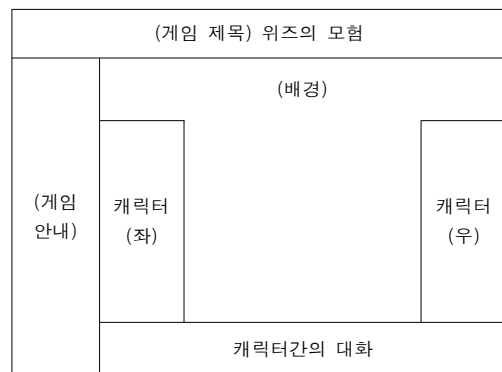 (게임 제목) 위즈의 모험
(배경)
(게임
안내)
캐릭터
(좌)
캐릭터
(우)
캐릭터간의 대화